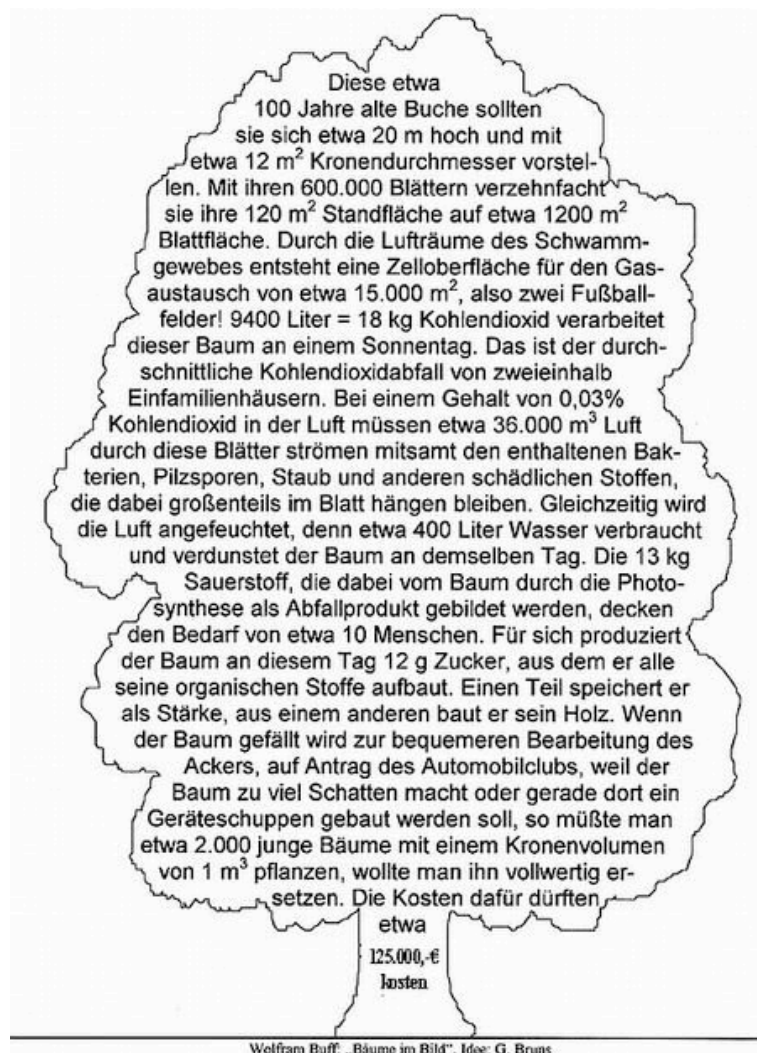 Diese etwa
100 Jahre alte Buche sollten
sie sich etwa 20 m hoch und mit
etwa 12 m² Kronendurchmesser vorstel-
len. Mit ihren 600.000 Blättern verzehnfacht
sie ihre 120 m² Standfläche auf etwa 1200 m²
Blattfläche. Durch die Lufträume des Schwamm-
gewebes entsteht eine Zelloberfläche für den Gas-
austausch von etwa 15.000 m², also zwei Fußball-
felder! 9400 Liter = 18 kg Kohlendioxid verarbeitet
dieser Baum an einem Sonnentag. Das ist der durch-
schnittliche Kohlendioxidabfall von zweieinhalb
Einfamilienhäusern. Bei einem Gehalt von 0,03%
Kohlendioxid in der Luft müssen etwa 36.000 m³ Luft
durch diese Blätter strömen mitsamt den enthaltenen Bak-
terien, Pilzsporen, Staub und anderen schädlichen Stoffen,
die dabei großenteils im Blatt hängen bleiben. Gleichzeitig wird
die Luft angefeuchtet, denn etwa 400 Liter Wasser verbraucht
und verdunstet der Baum an demselben Tag. Die 13 kg
Sauerstoff, die dabei vom Baum durch die Photo-
synthese als Abfallprodukt gebildet werden, decken
den Bedarf von etwa 10 Menschen. Für sich produziert
der Baum an diesem Tag 12 g Zucker, aus dem er alle
seine organischen Stoffe aufbaut. Einen Teil speichert er
als Stärke, aus einem anderen baut er sein Holz. Wenn
der Baum gefällt wird zur bequemeren Bearbeitung des
Ackers, auf Antrag des Automobilclubs, weil der
Baum zu viel Schatten macht oder gerade dort ein
Geräteschuppen gebaut werden soll, so müßte man
etwa 2.000 junge Bäume mit einem Kronenvolumen
von 1 m³ pflanzen, wollte man ihn vollwertig er-
setzen. Die Kosten dafür dürften
etwa
125.000,-€
kosten
Wolfram Buff: „Bäume im Bild". Idee: G. Bruns